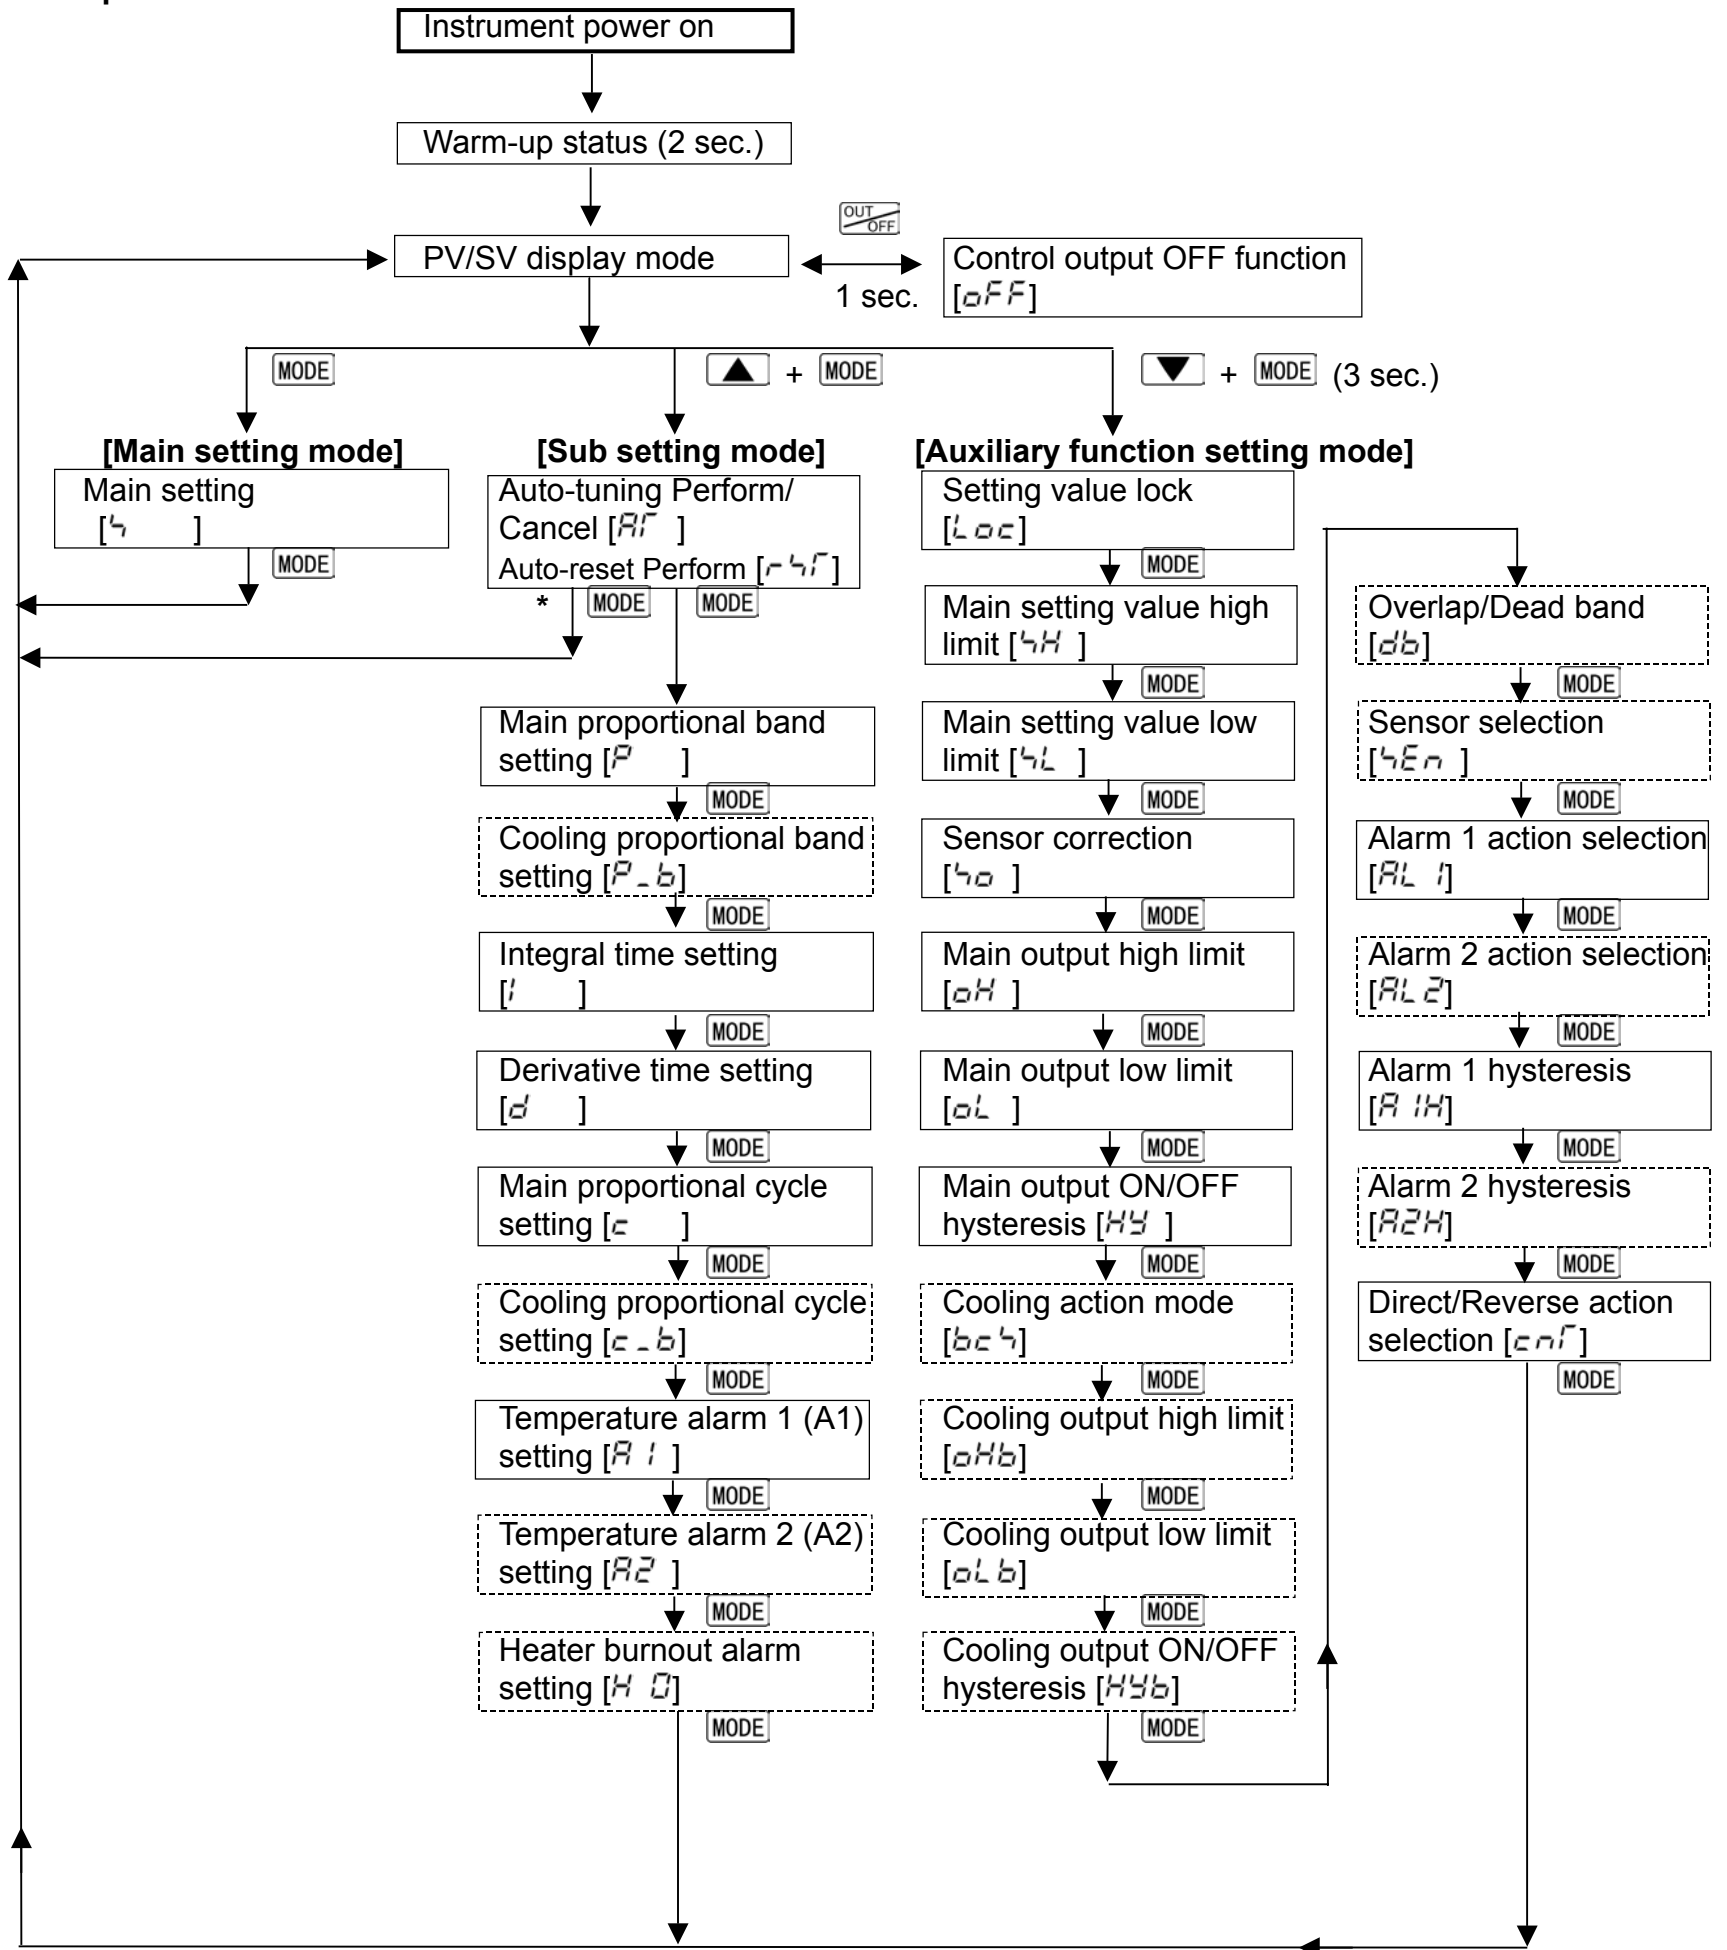 Instrument power on
Warm-up status (2 sec.)
OUT
OFF
PV/SV display mode
1 sec.
Control output OFF function
[oFF]
MODE
+ MODE
+ MODE (3 sec.)
[Main setting mode]
Main setting
[S ]
MODE
[Sub setting mode]
Auto-tuning Perform/
Cancel [AT ]
Auto-reset Perform [rST]
* MODE MODE
Main proportional band
setting [P ]
MODE
Cooling proportional band
setting [P_b]
MODE
Integral time setting
[I ]
MODE
Derivative time setting
[d ]
MODE
Main proportional cycle
setting [c ]
MODE
Cooling proportional cycle
setting [c_b]
MODE
Temperature alarm 1 (A1)
setting [A1 ]
MODE
Temperature alarm 2 (A2)
setting [A2 ]
MODE
Heater burnout alarm
setting [H 0]
MODE
[Auxiliary function setting mode]
Setting value lock
[Loc]
MODE
Main setting value high
limit [SH ]
MODE
Main setting value low
limit [SL ]
MODE
Sensor correction
[So ]
MODE
Main output high limit
[oH ]
MODE
Main output low limit
[oL ]
MODE
Main output ON/OFF
hysteresis [HY ]
MODE
Cooling action mode
[bcS]
MODE
Cooling output high limit
[oHb]
MODE
Cooling output low limit
[oLb]
MODE
Cooling output ON/OFF
hysteresis [HYb]
MODE
Overlap/Dead band
[db]
MODE
Sensor selection
[SEn ]
MODE
Alarm 1 action selection
[AL1]
MODE
Alarm 2 action selection
[AL2]
MODE
Alarm 1 hysteresis
[A1H]
MODE
Alarm 2 hysteresis
[A2H]
MODE
Direct/Reverse action
selection [cnT]
MODE